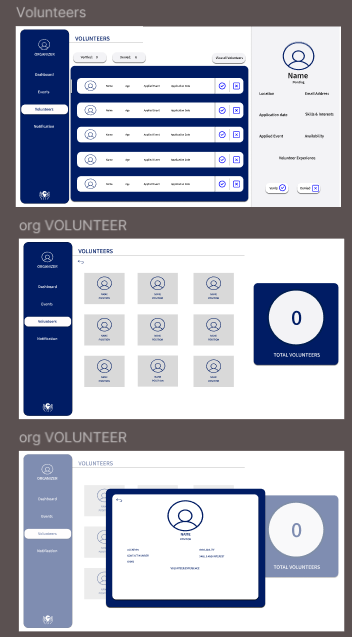 Volunteers
ORGANIZER
Dashboard
Events
Volunteers
Notification
VOLUNTEERS
Verified: 0
Denied: 0
View all Volunteers
Name Age Applied Event Application Date
Name Age Applied Event Application Date
Name Age Applied Event Application Date
Name Age Applied Event Application Date
Name Age Applied Event Application Date
Name
Pending
Location
Email Address
Application date
Skills & Interests
Applied Event
Availability
Volunteer Experience
Verify
Denied
org VOLUNTEER
ORGANIZER
Dashboard
Events
Volunteers
Notification
VOLUNTEERS
NAME
POSITION
NAME
POSITION
NAME
POSITION
NAME
POSITION
NAME
POSITION
NAME
POSITION
NAME
POSITION
NAME
POSITION
NAME
POSITION
0
TOTAL VOLUNTEERS
org VOLUNTEER
ORGANIZER
Dashboard
Events
Volunteers
Notification
VOLUNTEERS
NAME
POSITION
LOCATION
CONTACT NUMBER
EMAIL
AVAILABILITY
VOLUNTEER EXPERIENCE
0
TOTAL VOLUNTEERS